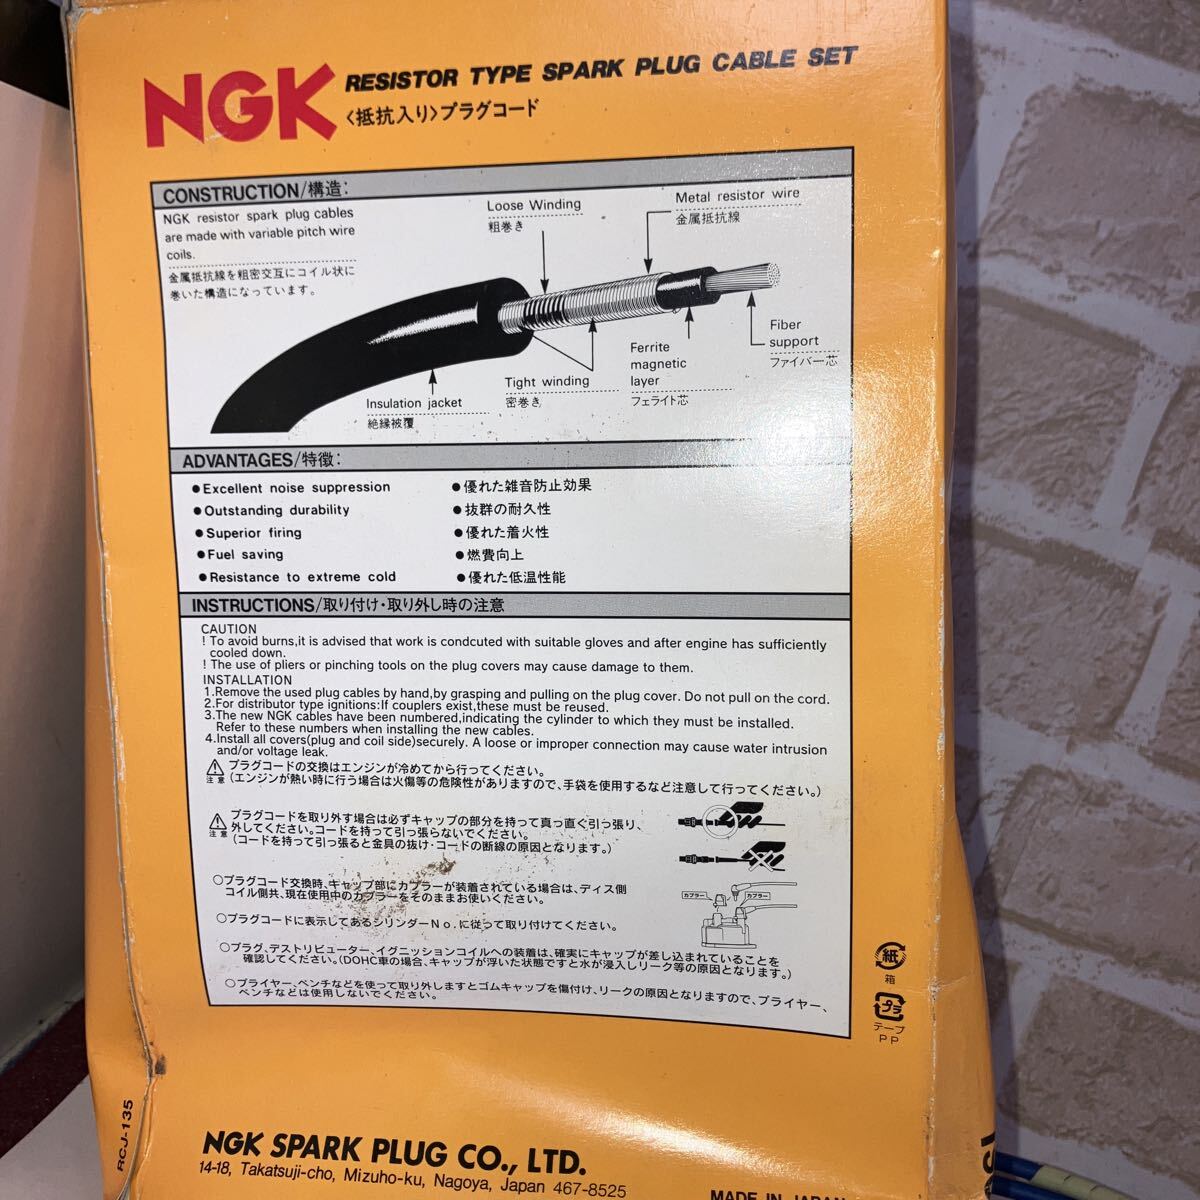 NGK RESISTOR TYPE SPARK PLUG CABLE SET
〈抵抗入り〉プラグコード
CONSTRUCTION/構造:
NGK resistor spark plug cables
are made with variable pitch wire
coils.
金属抵抗線を粗密交互にコイル状に
巻いた構造になっています。
Loose Winding
粗巻き
Metal resistor wire
金属抵抗線
Fiber
support
ファイバー芯
Ferrite
magnetic
layer
フェライト芯
Tight winding
密巻き
Insulation jacket
絶縁被覆
ADVANTAGES/特徴:
●Excellent noise suppression
●優れた雑音防止効果
●Outstanding durability
●抜群の耐久性
●Superior firing
●優れた着火性
●Fuel saving
●燃費向上
●Resistance to extreme cold
●優れた低温性能
INSTRUCTIONS/取り付け・取り外し時の注意
CAUTION
! To avoid burns,it is advised that work is condcuted with suitable gloves and after engine has sufficiently
cooled down.
! The use of pliers or pinching tools on the plug covers may cause damage to them.
INSTALLATION
1.Remove the used plug cables by hand,by grasping and pulling on the plug cover. Do not pull on the cord.
2.For distributor type ignitions:If couplers exist,these must be reused.
3.The new NGK cables have been numbered,indicating the cylinder to which they must be installed.
Refer to these numbers when installing the new cables.
4.Install all covers(plug and coil side)securely. A loose or improper connection may cause water intrusion
and/or voltage leak.
注意 プラグコードの交換はエンジンが冷めてから行ってください。
(エンジンが熱い時に行う場合は火傷等の危険性がありますので、手袋を使用するなど注意して行ってください。)
注意 プラグコードを取り外す場合は必ずキャップの部分を持って真っ直ぐ引っ張り、
外してください。コードを持って引っ張らないでください。
(コードを持って引っ張ると金具の抜け・コードの断線の原因となります。)
○プラグコード交換時、キャップ部にカプラーが装着されている場合は、ディス側
コイル側共、現在使用中のカプラーをそのままお使いください。
カプラー
カプラー
○プラグコードに表示してあるシリンダーNo.に従って取り付けてください。
○プラグ、デストリビューター、イグニッションコイルへの装着は、確実にキャップが差し込まれていることを
確認してください。(DOHC車の場合、キャップが浮いた状態ですと水が浸入しリーク等の原因となります。)
○プライヤー、ペンチなどを使って取り外しますとゴムキャップを傷付け、リークの原因となりますので、プライヤー、
ペンチなどは使用しないでください。
紙
箱
プラ
テープ
PP
RCJ-135
NGK SPARK PLUG CO., LTD.
14-18, Takatsuji-cho, Mizuho-ku, Nagoya, Japan 467-8525
MADE IN JAPAN